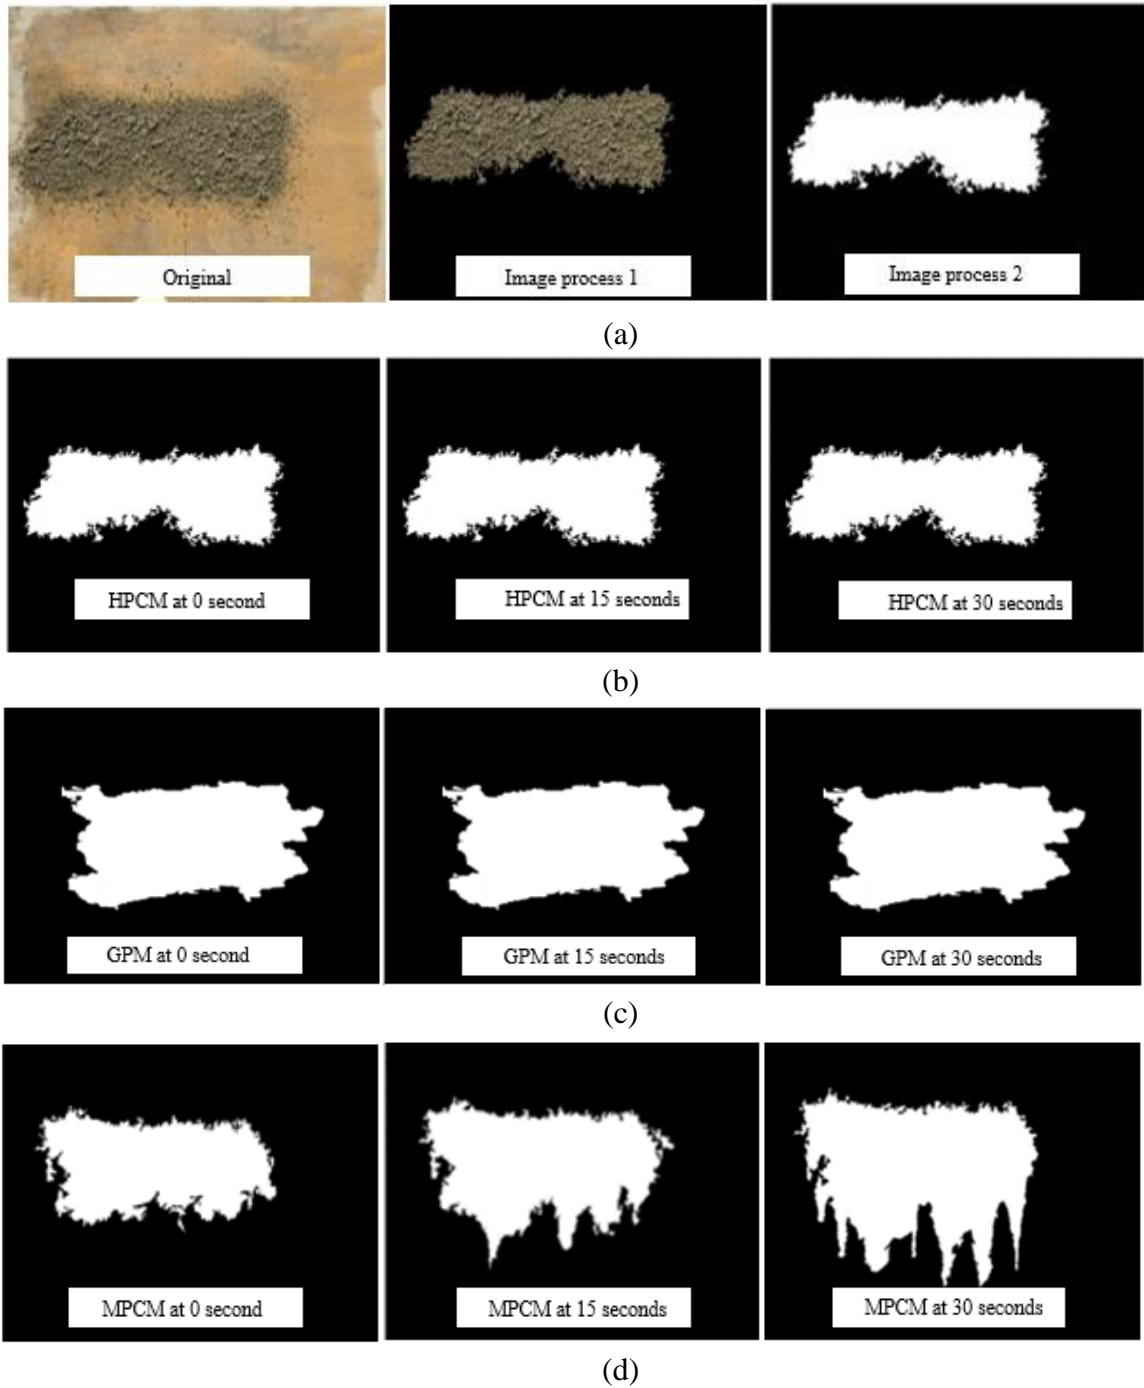 Original
Image process 1
Image process 2
(a)
HPCM at 0 second
HPCM at 15 seconds
HPCM at 30 seconds
(b)
GPM at 0 second
GPM at 15 seconds
GPM at 30 seconds
(c)
MPCM at 0 second
MPCM at 15 seconds
MPCM at 30 seconds
(d)